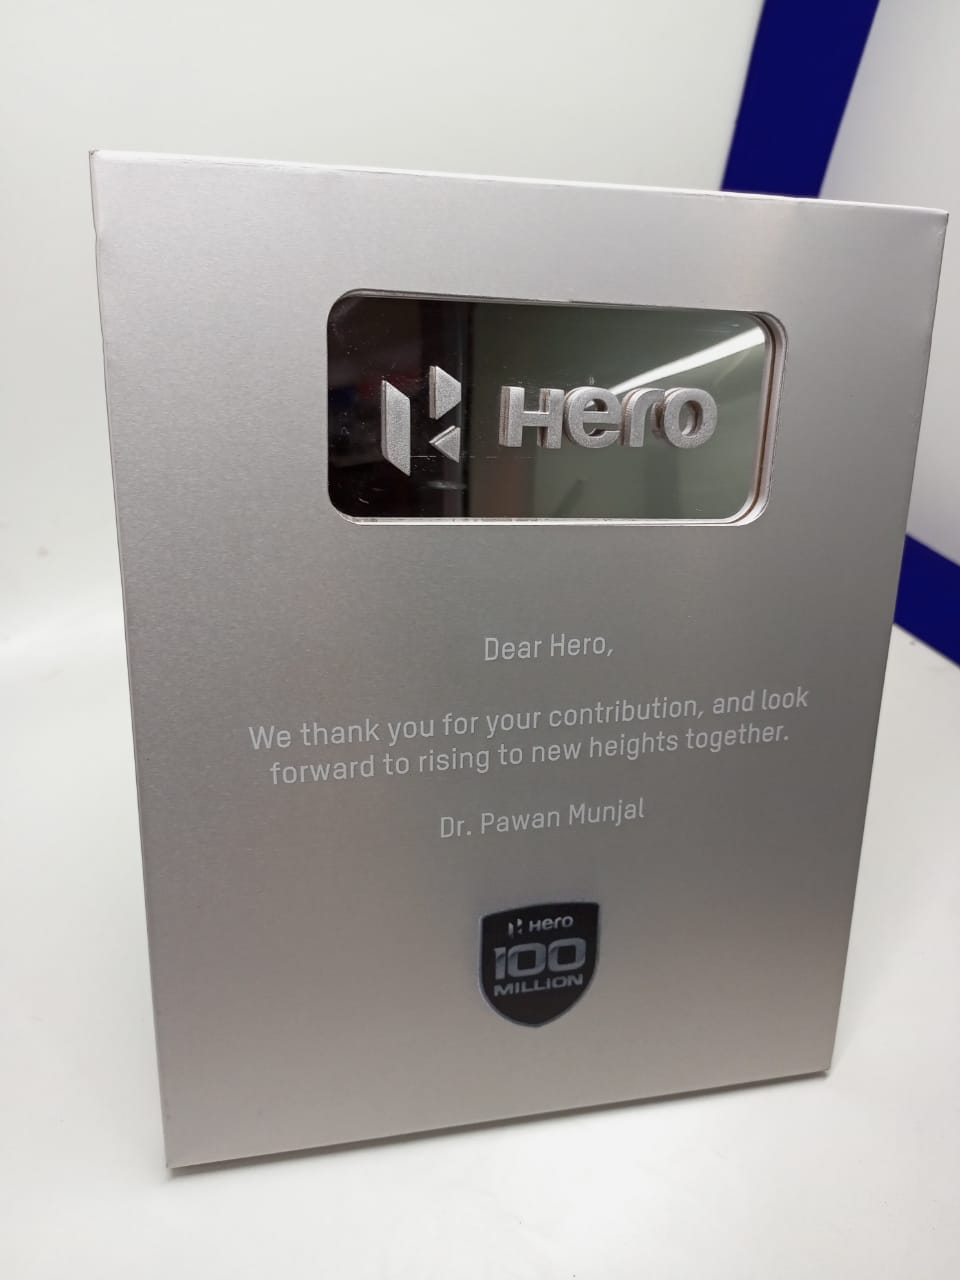 Hero
Dear Hero,
We thank you for your contribution, and look
forward to rising to new heights together.
Dr. Pawan Munjal
Hero
100
MILLiON